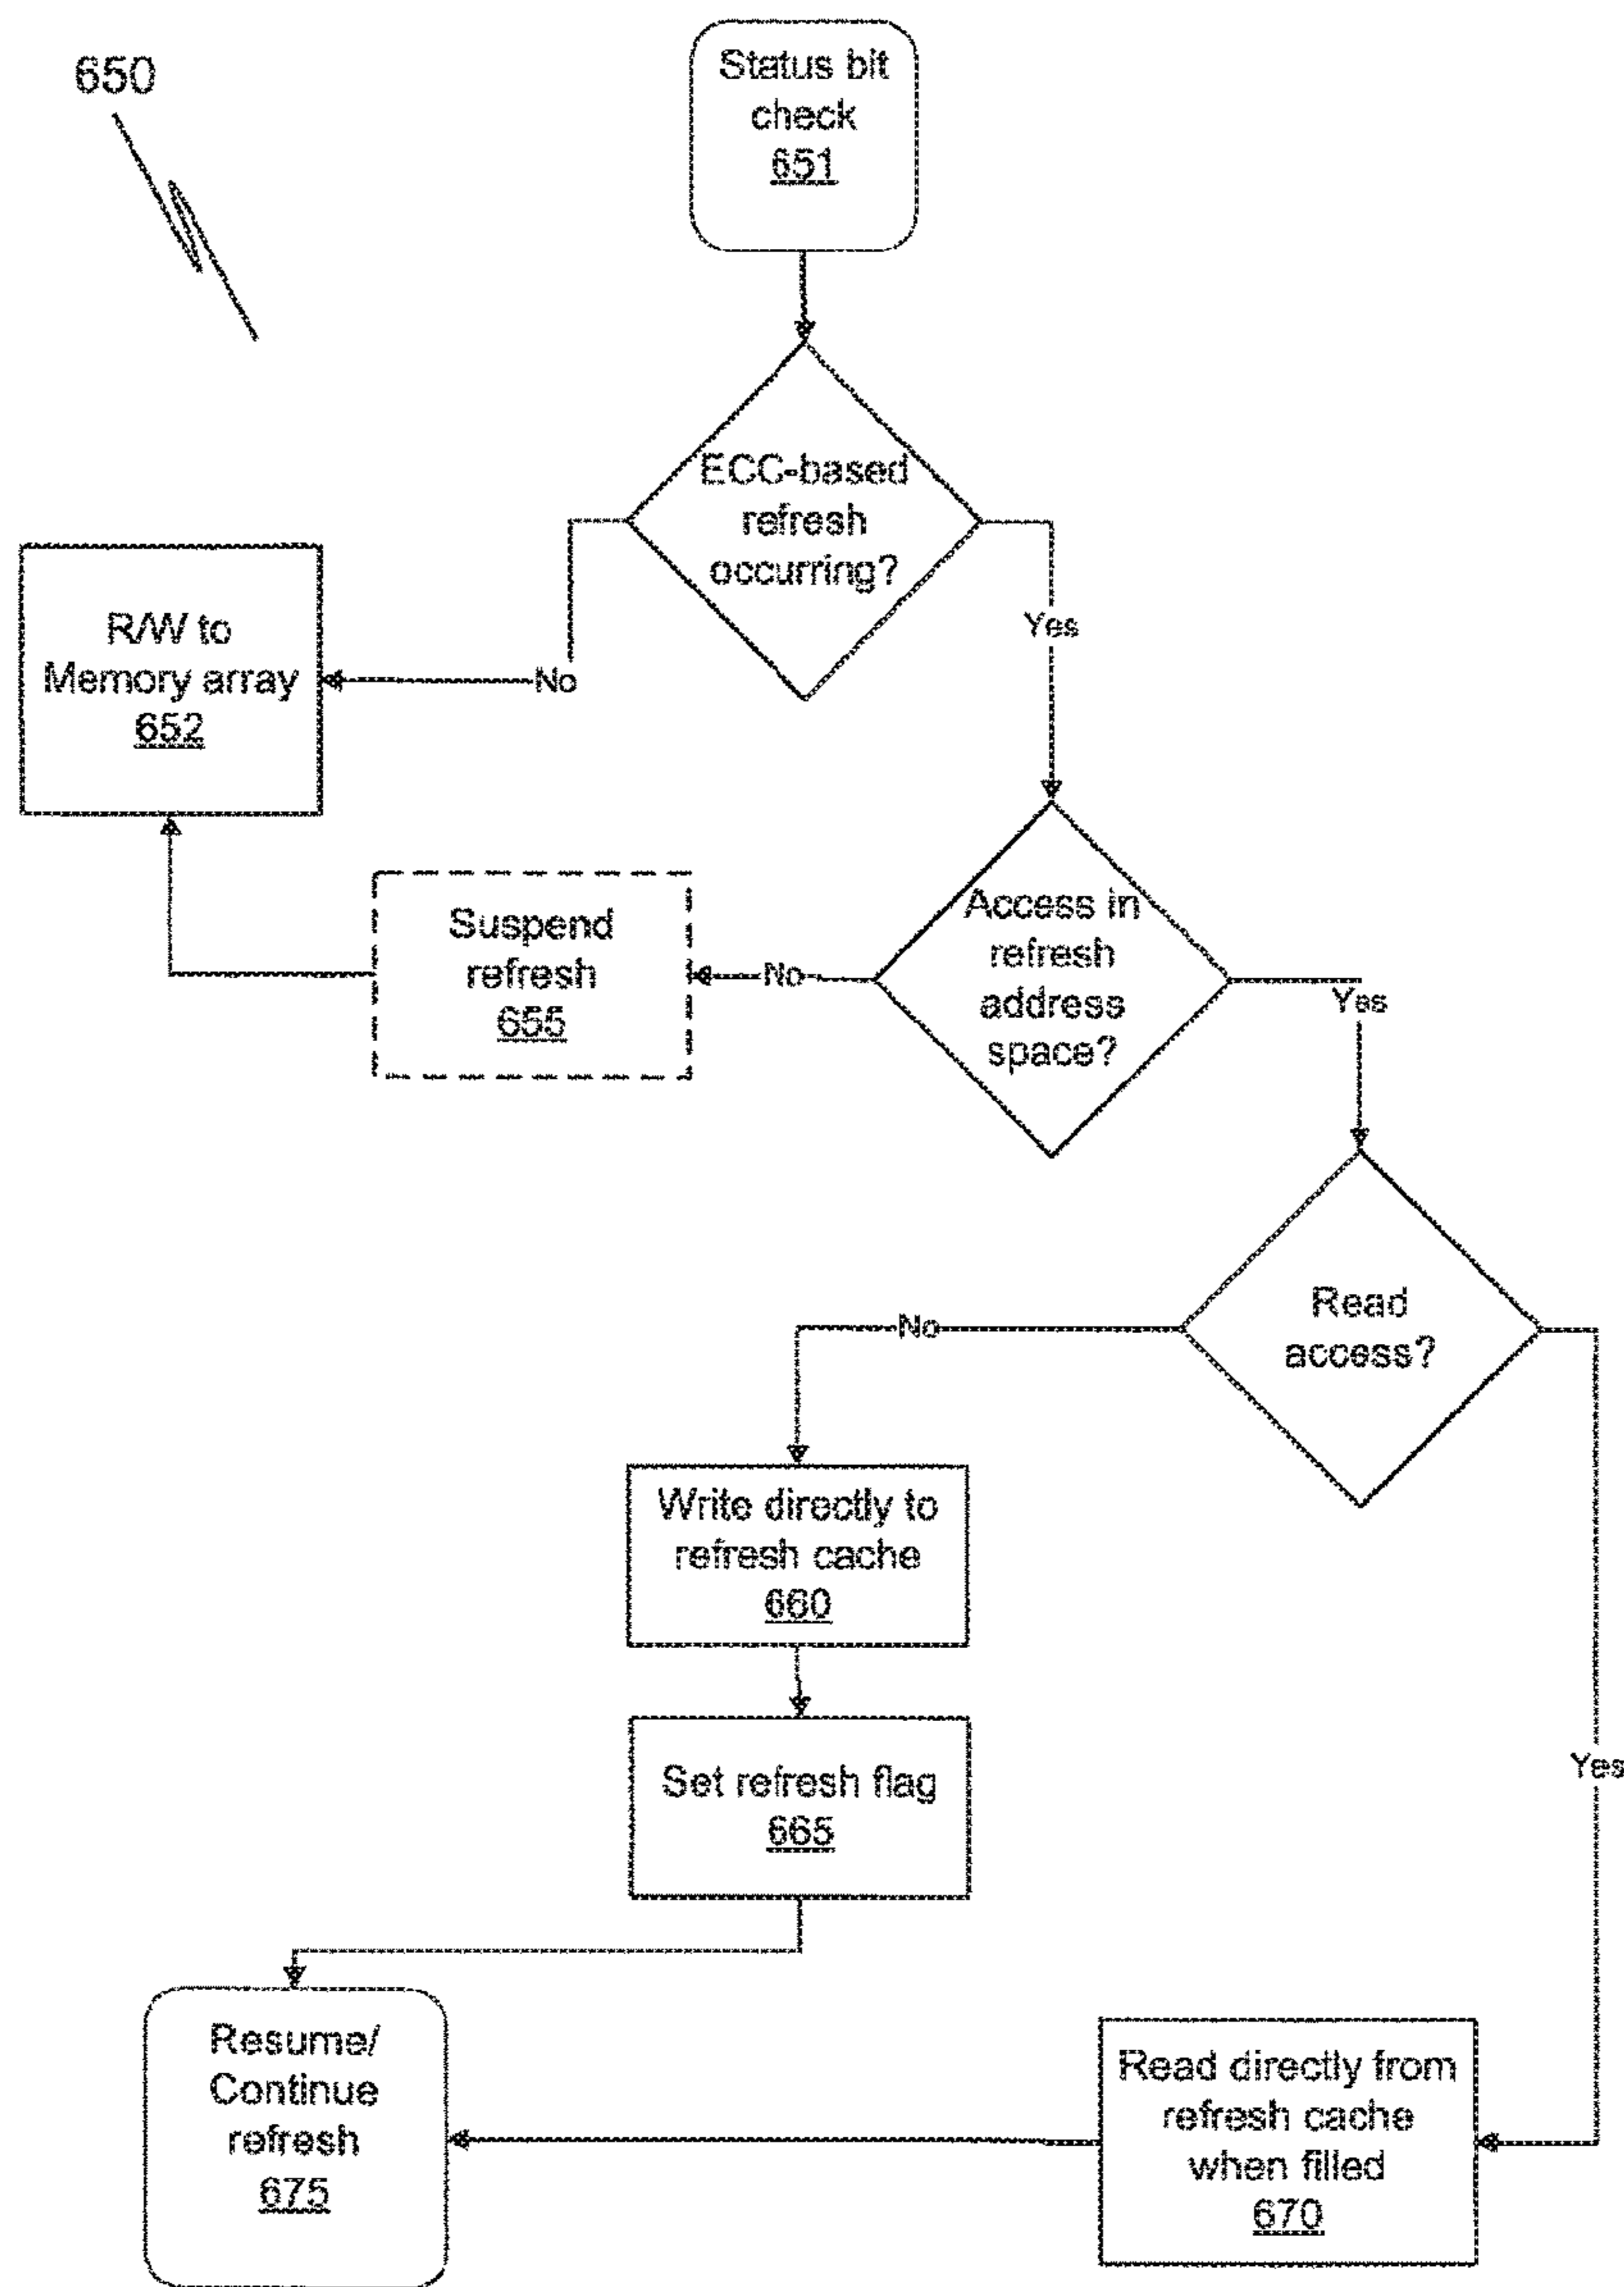 650
Status bit
check
651
ECC-based
refresh
occurring?
Yes
No
R/W to
Memory array
652
Access in
refresh
address
space?
No
Yes
Suspend
refresh
655
Read
access?
No
Yes
Write directly to
refresh cache
660
Set refresh flag
665
Resume/
Continue
refresh
675
Read directly from
refresh cache
when filled
670